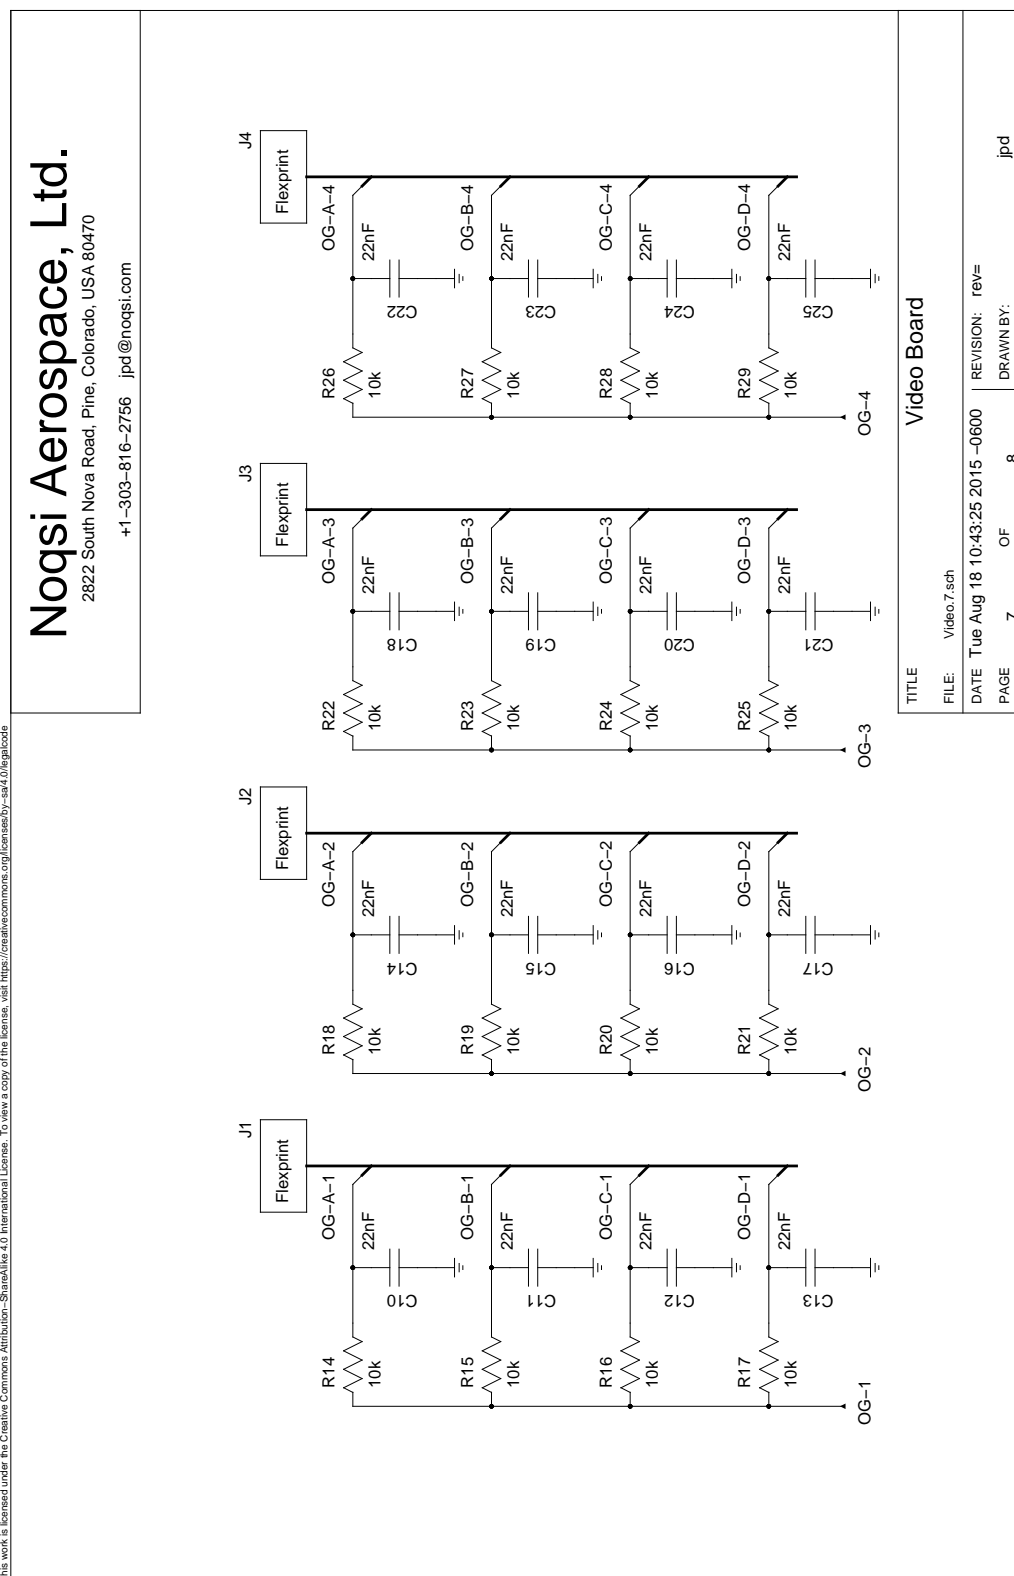 Noqsi Aerospace, Ltd.
2822 South Nova Road, Pine, Colorado, USA 80470
+1−303−816−2756 jpd@noqsi.com
his work is licensed under the Creative Commons Attribution−ShareAlike 4.0 International License. To view a copy of the license, visit https://creativecommons.org/licenses/by−sa/4.0/legalcode
J1
Flexprint
OG−A−1
22nF
C10
R14
10k
OG−B−1
22nF
C11
R15
10k
OG−C−1
22nF
C12
R16
10k
OG−D−1
22nF
C13
R17
10k
OG−1
J2
Flexprint
OG−A−2
22nF
C14
R18
10k
OG−B−2
22nF
C15
R19
10k
OG−C−2
22nF
C16
R20
10k
OG−D−2
22nF
C17
R21
10k
OG−2
J3
Flexprint
OG−A−3
22nF
C18
R22
10k
OG−B−3
22nF
C19
R23
10k
OG−C−3
22nF
C20
R24
10k
OG−D−3
22nF
C21
R25
10k
OG−3
J4
Flexprint
OG−A−4
22nF
C22
R26
10k
OG−B−4
22nF
C23
R27
10k
OG−C−4
22nF
C24
R28
10k
OG−D−4
22nF
C25
R29
10k
OG−4
TITLE
Video Board
FILE: Video.7.sch
DATE Tue Aug 18 10:43:25 2015 −0600
REVISION: rev=
PAGE 7 OF 8
DRAWN BY: jpd